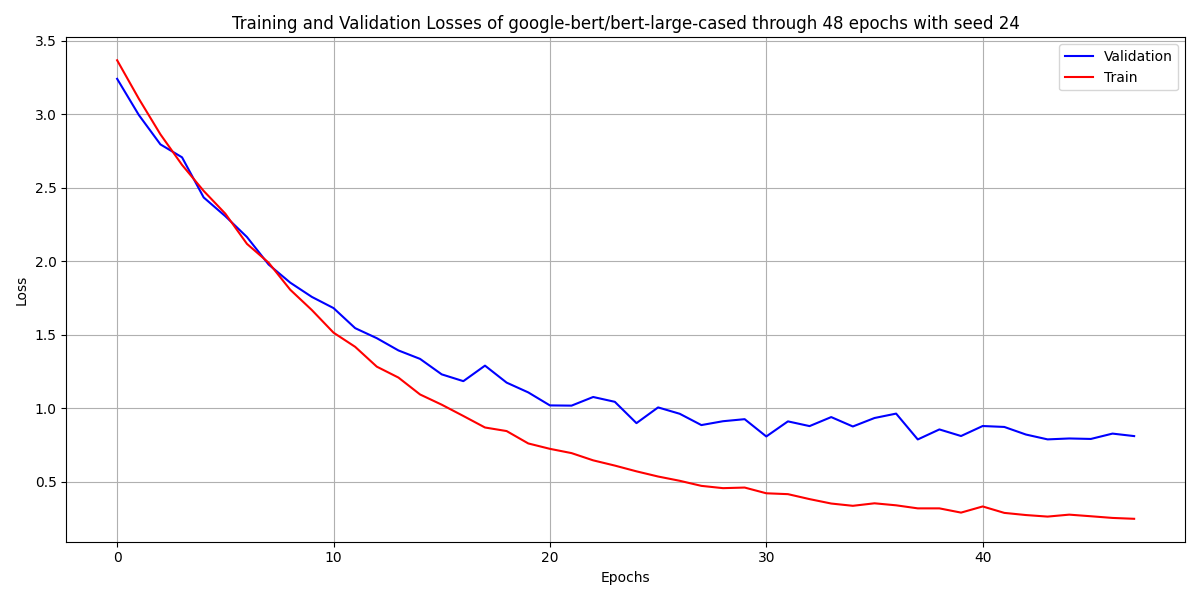 Training and Validation Losses of google-bert/bert-large-cased through 48 epochs with seed 24
Validation
Train
3.5
3.0
2.5
2.0
1.5
1.0
0.5
Loss
0 10 20 30 40
Epochs